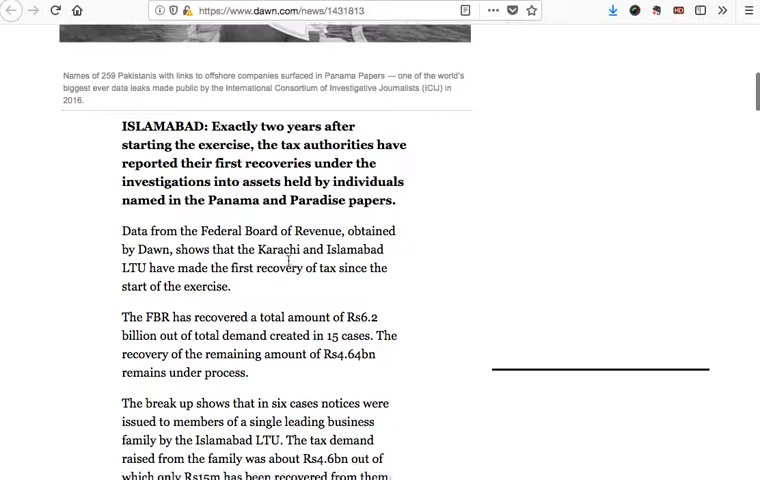 https://www.dawn.com/news/1431813
Names of 259 Pakistanis with links to offshore companies surfaced in Panama Papers — one of the world's
biggest ever data leaks made public by the International Consortium of Investigative Journalists (ICIJ) in
2016.
ISLAMABAD: Exactly two years after
starting the exercise, the tax authorities have
reported their first recoveries under the
investigations into assets held by individuals
named in the Panama and Paradise papers.
Data from the Federal Board of Revenue, obtained
by Dawn, shows that the Karachi and Islamabad
LTU have made the first recovery of tax since the
start of the exercise.
The FBR has recovered a total amount of Rs6.2
billion out of total demand created in 15 cases. The
recovery of the remaining amount of Rs4.64bn
remains under process.
The break up shows that in six cases notices were
issued to members of a single leading business
family by the Islamabad LTU. The tax demand
raised from the family was about Rs4.6bn out of
which only Rs15m has been recovered from them.